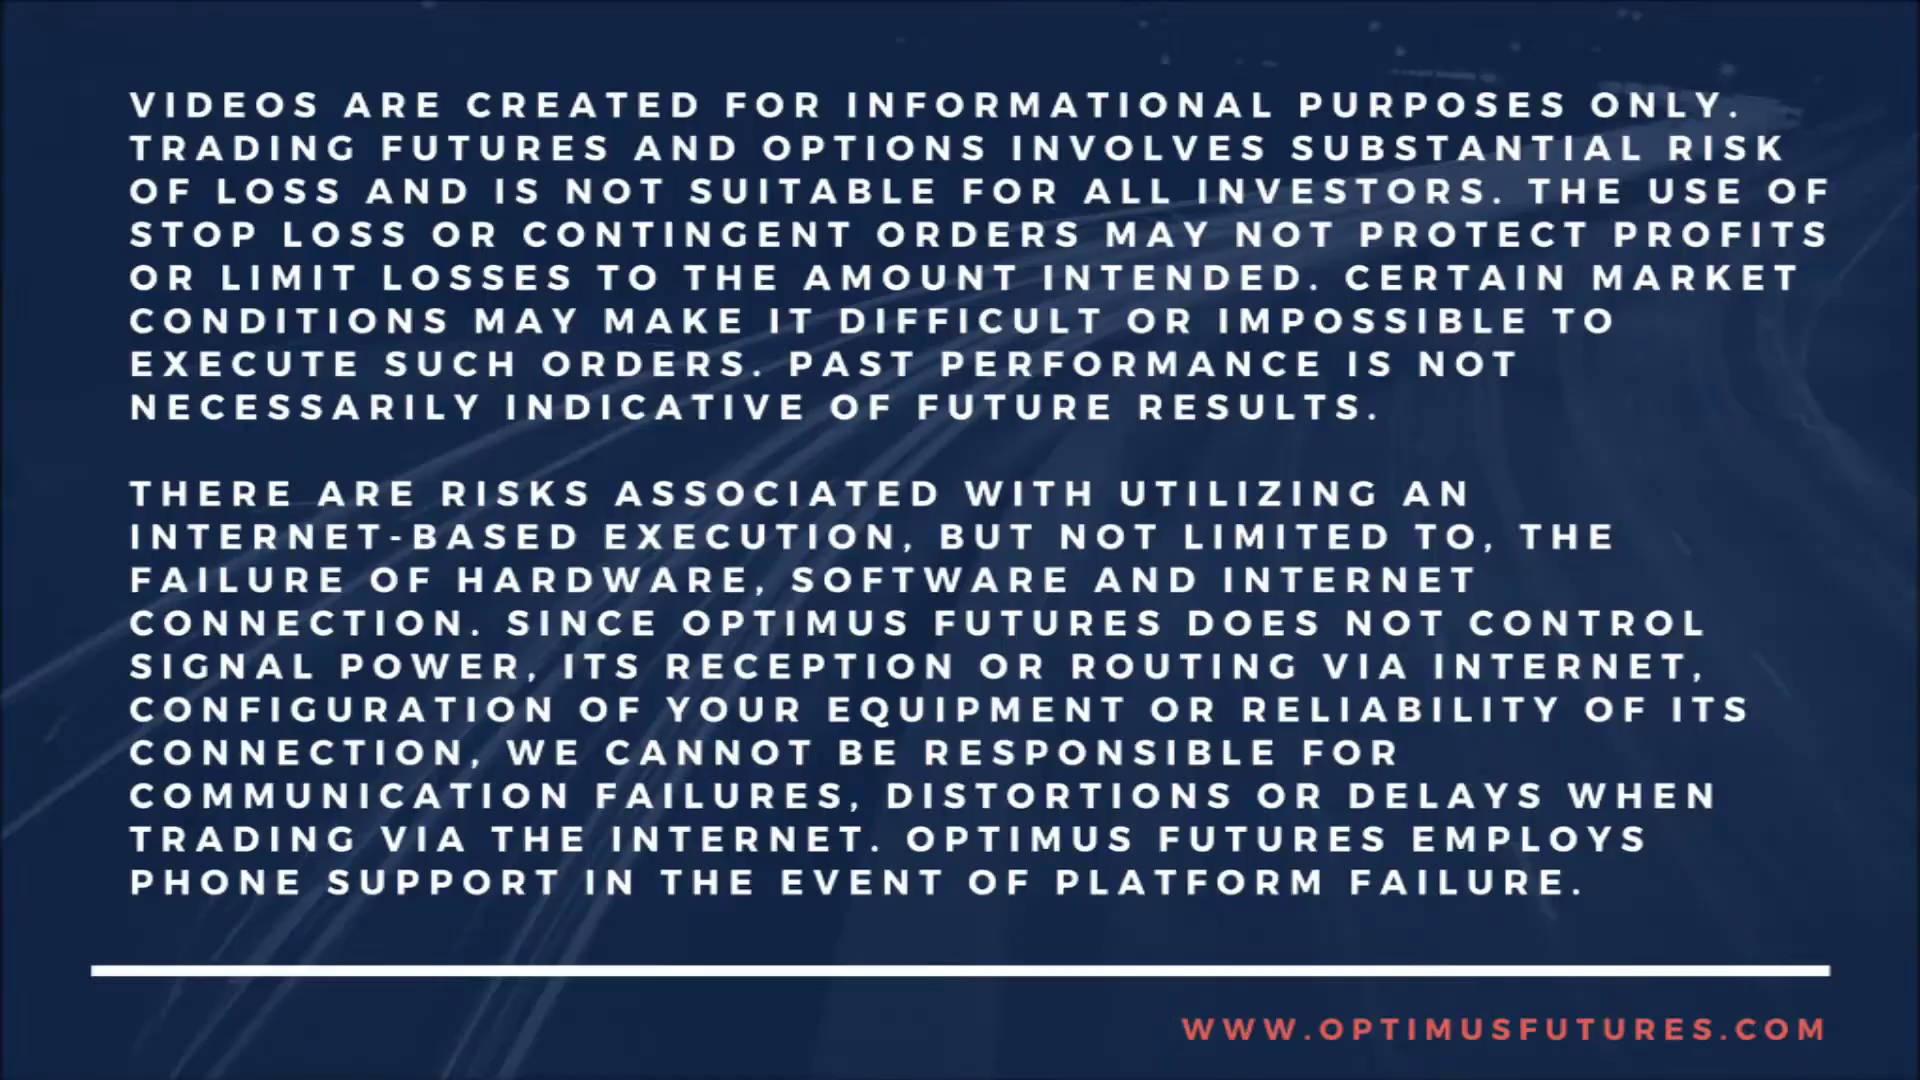 VIDEOS ARE CREATED FOR INFORMATIONAL PURPOSES ONLY.
TRADING FUTURES AND OPTIONS INVOLVES SUBSTANTIAL RISK
OF LOSS AND IS NOT SUITABLE FOR ALL INVESTORS. THE USE OF
STOP LOSS OR CONTINGENT ORDERS MAY NOT PROTECT PROFITS
OR LIMIT LOSSES TO THE AMOUNT INTENDED. CERTAIN MARKET
CONDITIONS MAY MAKE IT DIFFICULT OR IMPOSSIBLE TO
EXECUTE SUCH ORDERS. PAST PERFORMANCE IS NOT
NECESSARILY INDICATIVE OF FUTURE RESULTS.
THERE ARE RISKS ASSOCIATED WITH UTILIZING AN
INTERNET-BASED EXECUTION, BUT NOT LIMITED TO, THE
FAILURE OF HARDWARE, SOFTWARE AND INTERNET
CONNECTION. SINCE OPTIMUS FUTURES DOES NOT CONTROL
SIGNAL POWER, ITS RECEPTION OR ROUTING VIA INTERNET,
CONFIGURATION OF YOUR EQUIPMENT OR RELIABILITY OF ITS
CONNECTION, WE CANNOT BE RESPONSIBLE FOR
COMMUNICATION FAILURES, DISTORTIONS OR DELAYS WHEN
TRADING VIA THE INTERNET. OPTIMUS FUTURES EMPLOYS
PHONE SUPPORT IN THE EVENT OF PLATFORM FAILURE.
WWW.OPTIMUSFUTURES.COM